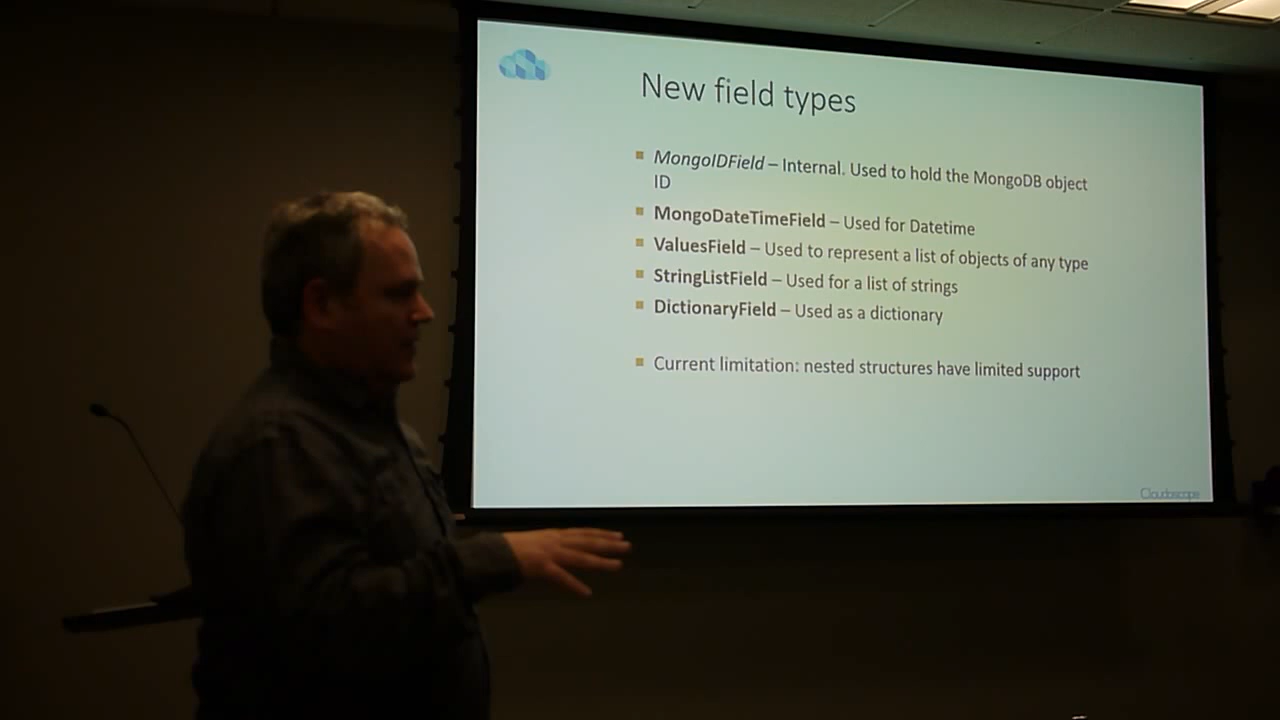 New field types
MongoIDField – Internal. Used to hold the MongoDB object
ID
MongoDateTimeField – Used for Datetime
ValuesField – Used to represent a list of objects of any type
StringListField – Used for a list of strings
DictionaryField – Used as a dictionary
Current limitation: nested structures have limited support
Cloudoscope